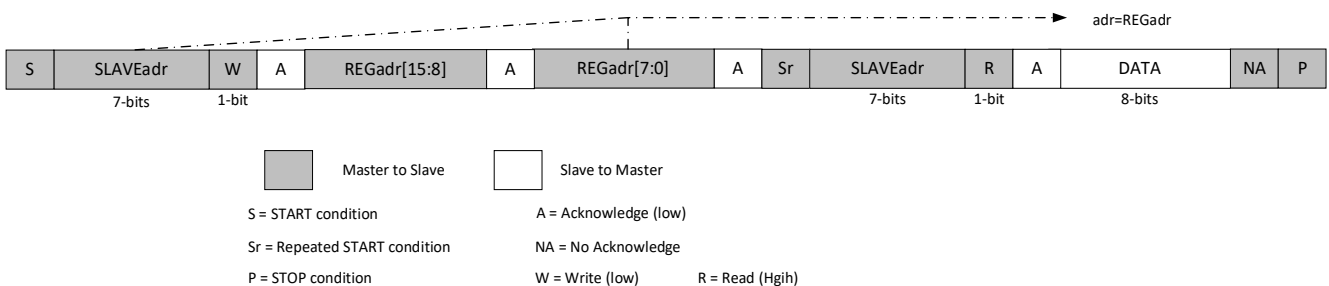 adr=REGadr
S SLAVEadr W A REGadr[15:8] A REGadr[7:0] A Sr SLAVEadr R A DATA NA P
7-bits 1-bit 7-bits 1-bit 8-bits
Master to Slave Slave to Master
S = START condition A = Acknowledge (low)
Sr = Repeated START condition NA = No Acknowledge
P = STOP condition W = Write (low) R = Read (Hgih)